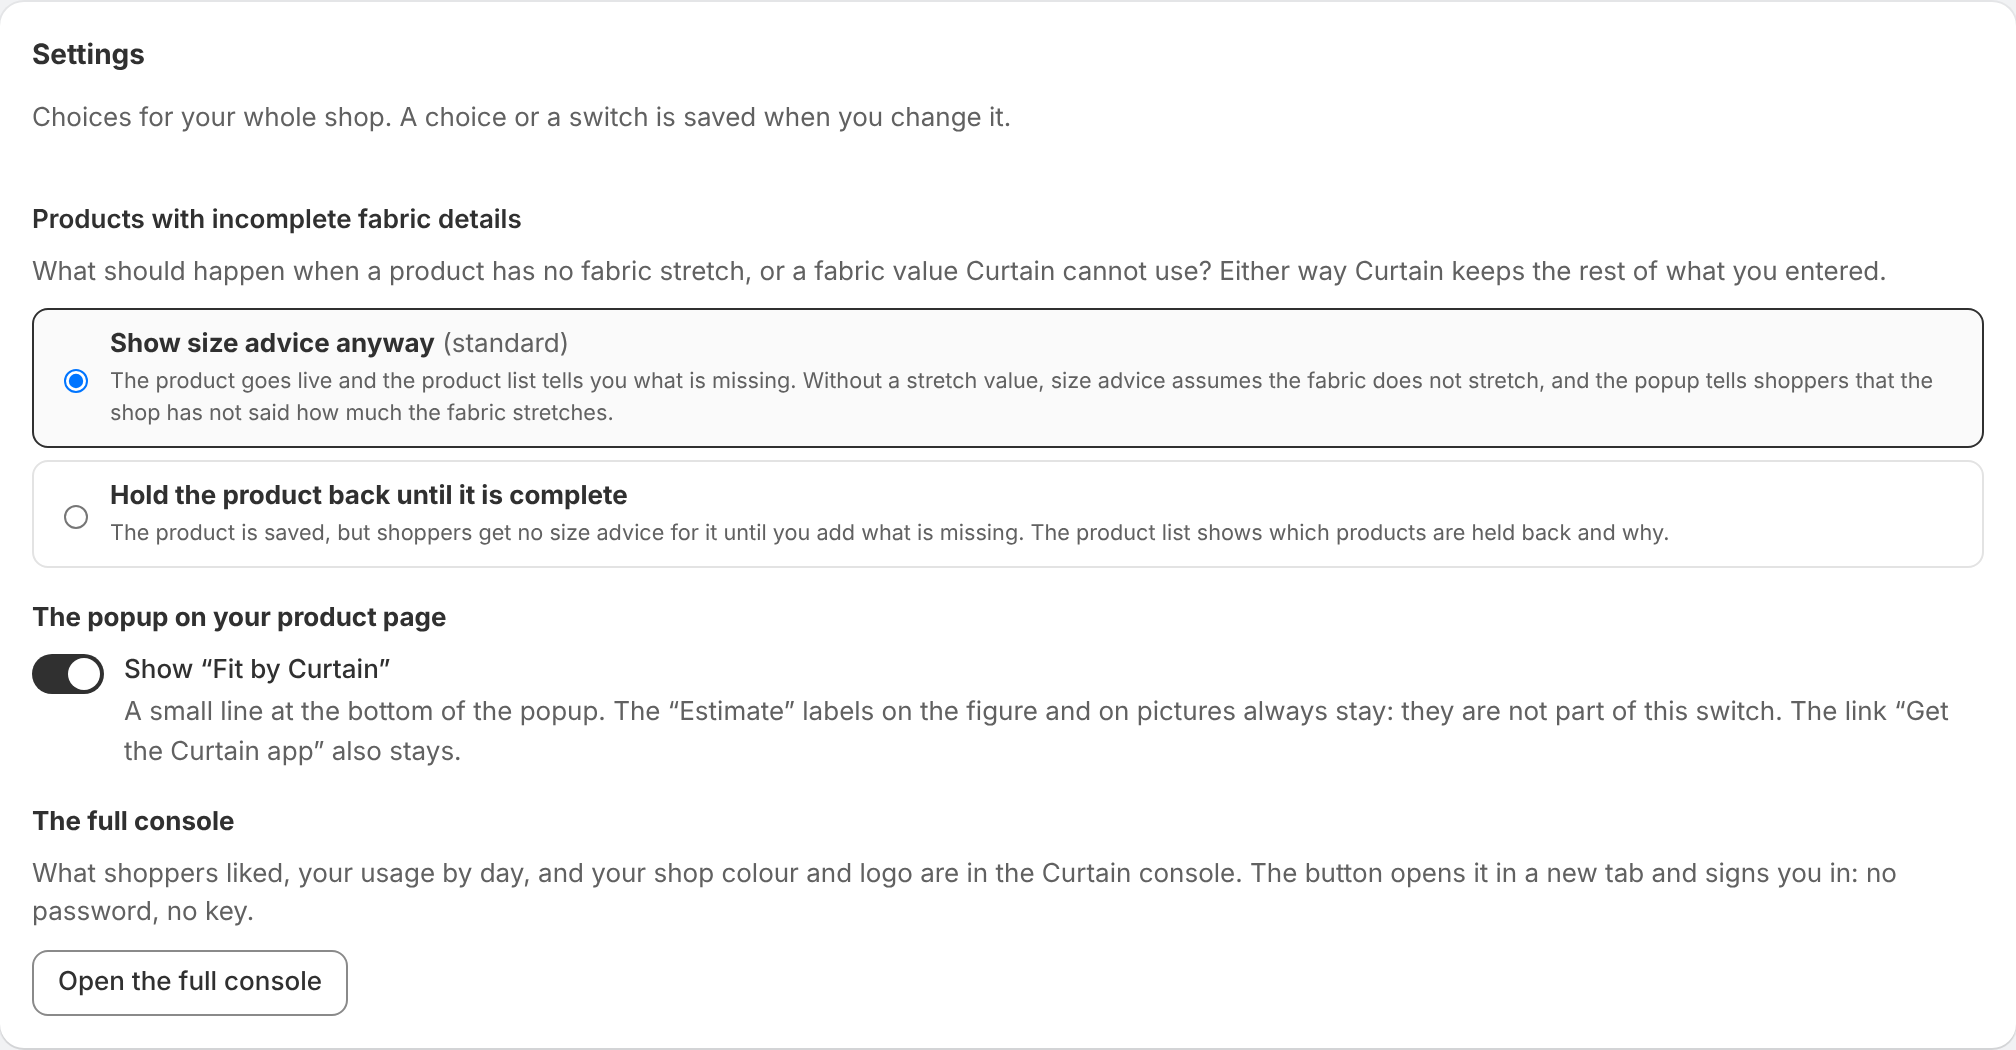 Settings
Choices for your whole shop. A choice or a switch is saved when you change it.
Products with incomplete fabric details
What should happen when a product has no fabric stretch, or a fabric value Curtain cannot use? Either way Curtain keeps the rest of what you entered.
Show size advice anyway (standard)
The product goes live and the product list tells you what is missing. Without a stretch value, size advice assumes the fabric does not stretch, and the popup tells shoppers that the
shop has not said how much the fabric stretches.
Hold the product back until it is complete
The product is saved, but shoppers get no size advice for it until you add what is missing. The product list shows which products are held back and why.
The popup on your product page
Show “Fit by Curtain”
A small line at the bottom of the popup. The “Estimate” labels on the figure and on pictures always stay: they are not part of this switch. The link “Get
the Curtain app” also stays.
The full console
What shoppers liked, your usage by day, and your shop colour and logo are in the Curtain console. The button opens it in a new tab and signs you in: no
password, no key.
Open the full console